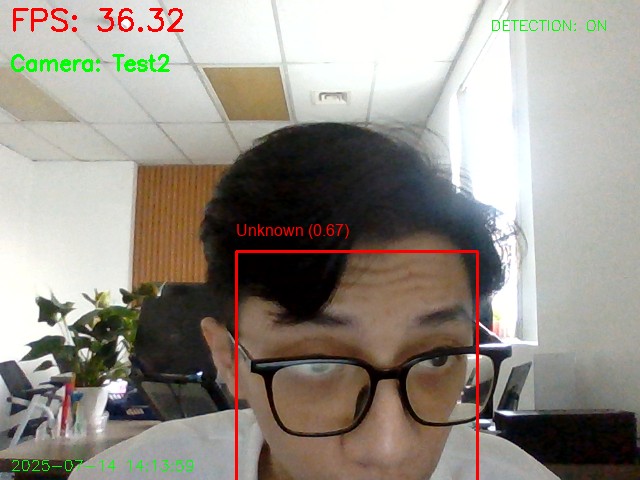 FPS: 36.32
DETECTION: ON
Camera: Test2
Unknown (0.67)
2025-07-14 14:13:59